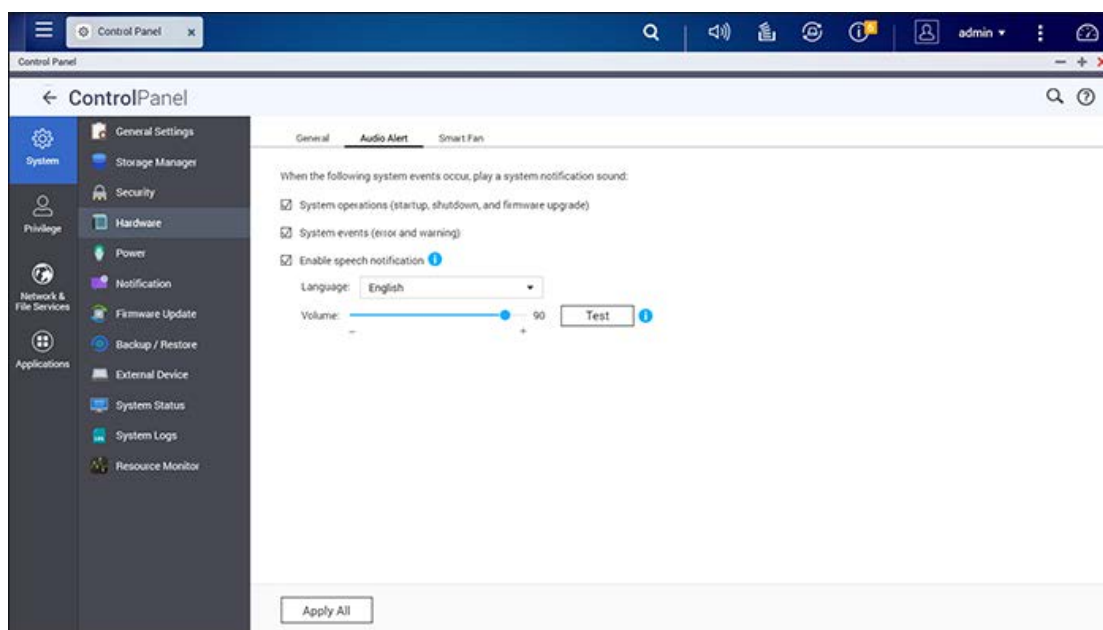 Control Panel x
admin
Control Panel
ControlPanel
System
Privilege
Network &
File Services
Applications
General Settings
Storage Manager
Security
Hardware
Power
Notification
Firmware Update
Backup / Restore
External Device
System Status
System Logs
Resource Monitor
General Audio Alert Smart Fan
When the following system events occur, play a system notification sound:
System operations (startup, shutdown, and firmware upgrade)
System events (error and warning)
Enable speech notification
Language: English
Volume: 90 Test
- +
Apply All